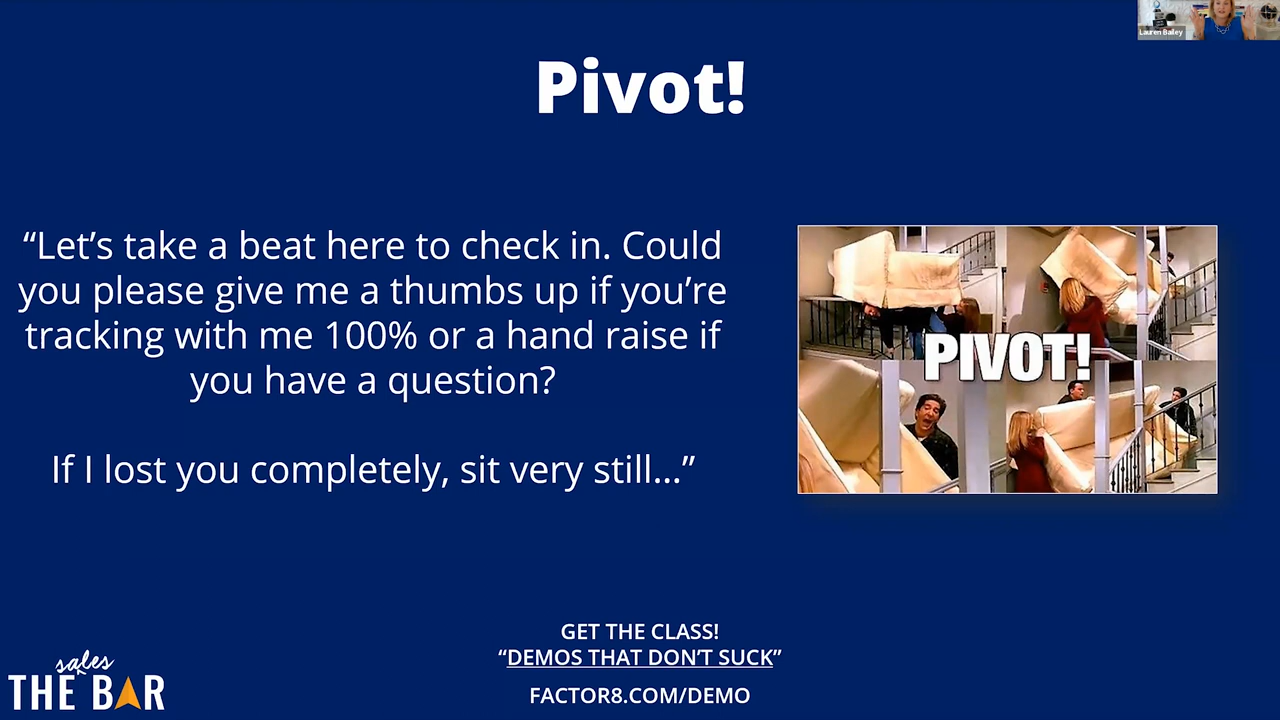 Lauren Bailey
Pivot!
“Let’s take a beat here to check in. Could
you please give me a thumbs up if you’re
tracking with me 100% or a hand raise if
you have a question?
If I lost you completely, sit very still…”
PIVOT!
GET THE CLASS!
“DEMOS THAT DON’T SUCK”
FACTOR8.COM/DEMO
sales
THE BAR